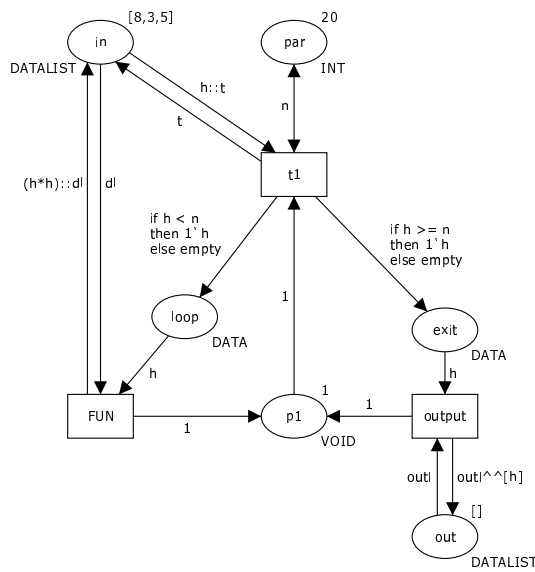 [8,3,5]
20
in
par
DATALIST
INT
h::t
n
t
t1
(h*h)::dl
dl
if h < n
then 1`h
else empty
if h >= n
then 1`h
else empty
1
loop
DATA
exit
DATA
h
h
1
1
FUN
p1
output
1
VOID
outl
outl^^[h]
[]
out
DATALIST